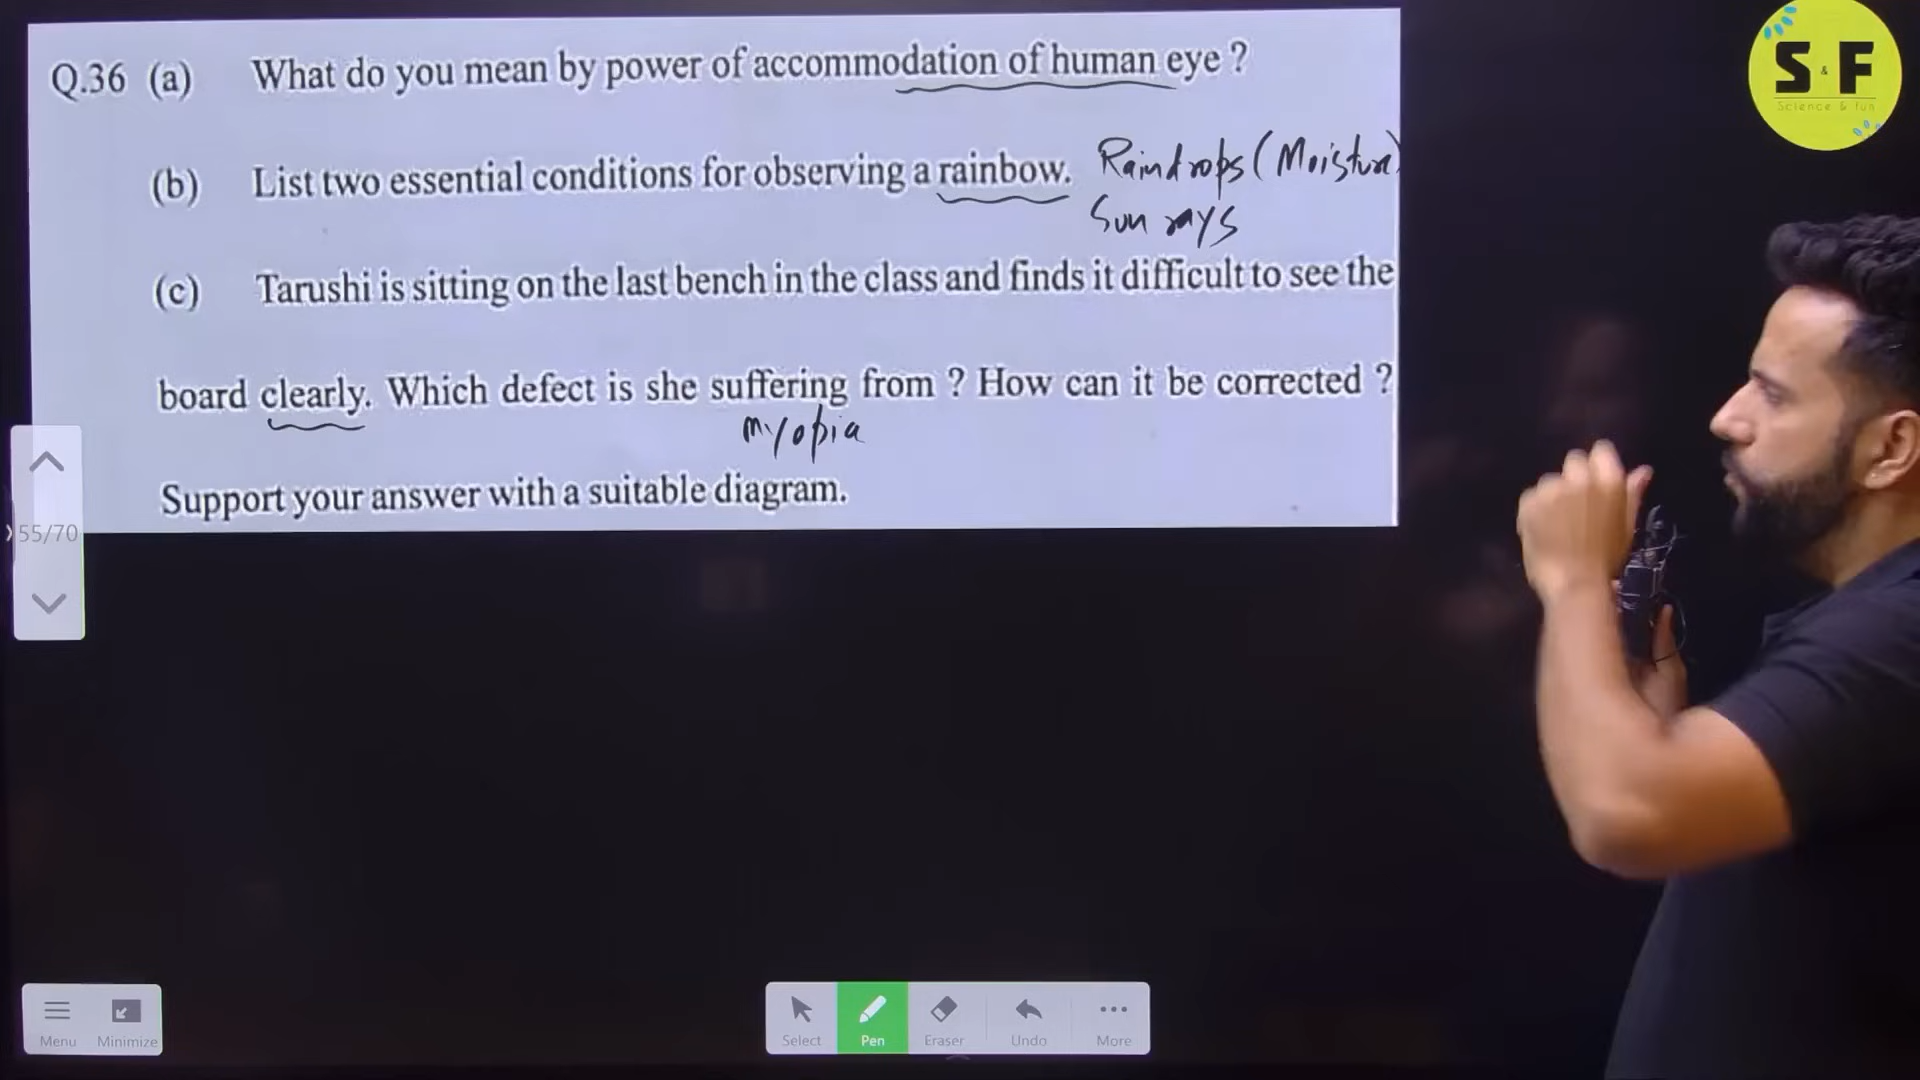 Q.36 (a) What do you mean by power of accommodation of human eye ?
(b) List two essential conditions for observing a rainbow. Raindrops (Moisture)
Sun rays
(c) Tarushi is sitting on the last bench in the class and finds it difficult to see the
board clearly. Which defect is she suffering from ? How can it be corrected ?
myopia
Support your answer with a suitable diagram.
S & F
Science & fun
55/70
Menu
Minimize
Select
Pen
Eraser
Undo
More